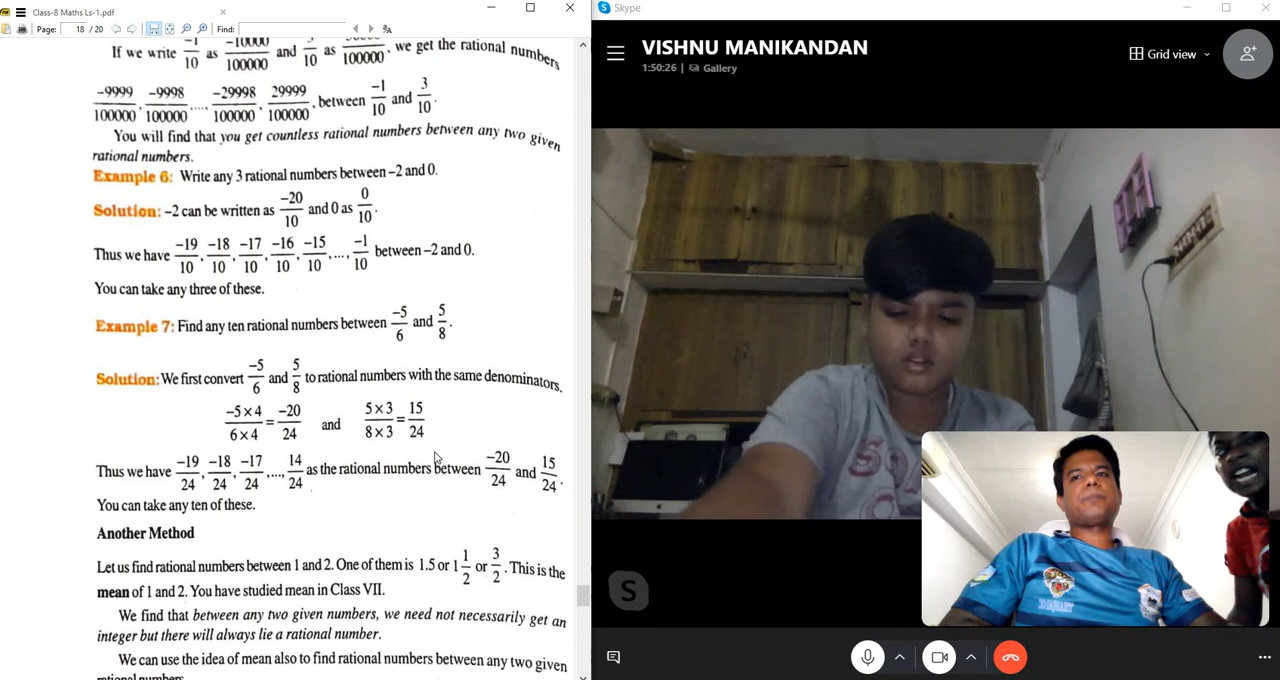 Class-8 Maths Ls-1.pdf
Page: 18 / 20 Find:
If we write −1/10 as −10000/100000 and 3/10 as 30000/100000, we get the rational numbers
−9999/100000, −9998/100000, ...., −29998/100000, 29999/100000, between −1/10 and 3/10.
You will find that you get countless rational numbers between any two given
rational numbers.
Example 6: Write any 3 rational numbers between –2 and 0.
Solution: –2 can be written as −20/10 and 0 as 0/10.
Thus we have −19/10, −18/10, −17/10, −16/10, −15/10, ..., −1/10 between –2 and 0.
You can take any three of these.
Example 7: Find any ten rational numbers between −5/6 and 5/8.
Solution: We first convert −5/6 and 5/8 to rational numbers with the same denominators.
−5 × 4/6 × 4 = −20/24 and 5 × 3/8 × 3 = 15/24
Thus we have −19/24, −18/24, −17/24, ...., 14/24 as the rational numbers between −20/24 and 15/24.
You can take any ten of these.
Another Method
Let us find rational numbers between 1 and 2. One of them is 1.5 or 1 1/2 or 3/2. This is the
mean of 1 and 2. You have studied mean in Class VII.
We find that between any two given numbers, we need not necessarily get an
integer but there will always lie a rational number.
We can use the idea of mean also to find rational numbers between any two given
rational numbers.
Skype
VISHNU MANIKANDAN
1:50:26 | Gallery
Grid view
S